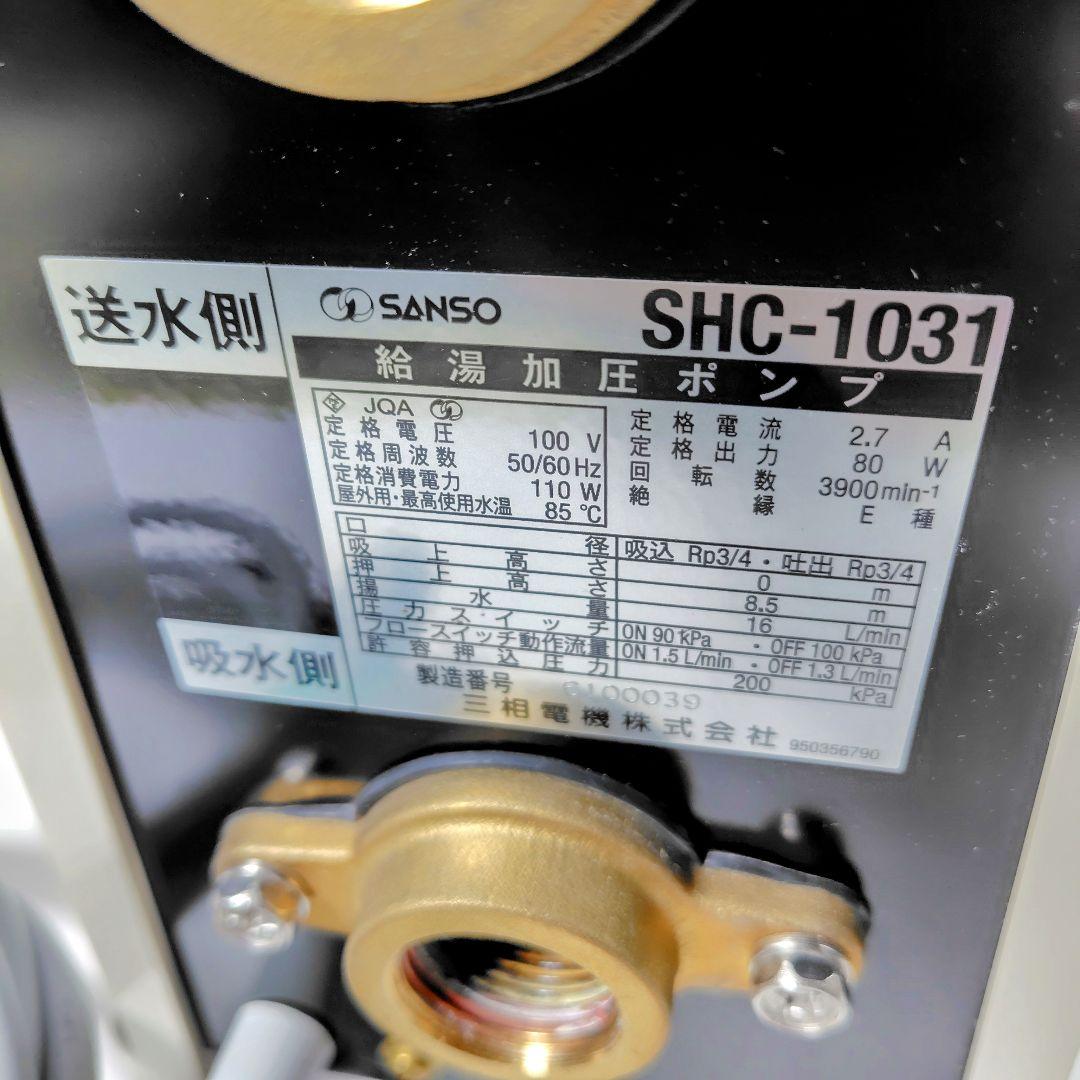 送水側
SANSO SHC-1031
給湯加圧ポンプ
JQA
定格電圧 100 V
定格周波数 50/60Hz
定格消費電力 110 W
屋外用・最高使用水温 85 ℃
定格電流 2.7 A
定格出力 80 W
回転数 3900min-1
絶縁 E 種
口径 吸込 Rp3/4・吐出 Rp3/4
吸上高さ 0 m
押上高さ 8.5 m
揚水量 16 L/min
圧力スイッチ ON 90 kPa・OFF 100 kPa
フロースイッチ動作流量 ON 1.5 L/min・OFF 1.3 L/min
許容押込圧力 200 kPa
吸水側
製造番号 6100039
三相電機株式会社 950356790